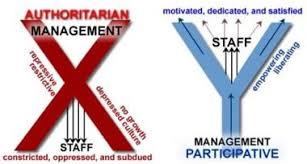 AUTHORITARIAN
MANAGEMENT
repressive
restrictive
no growth
depressed culture
STAFF
constricted, oppressed, and subdued
motivated, dedicated, and satisfied
STAFF
empowering
liberating
MANAGEMENT
PARTICIPATIVE